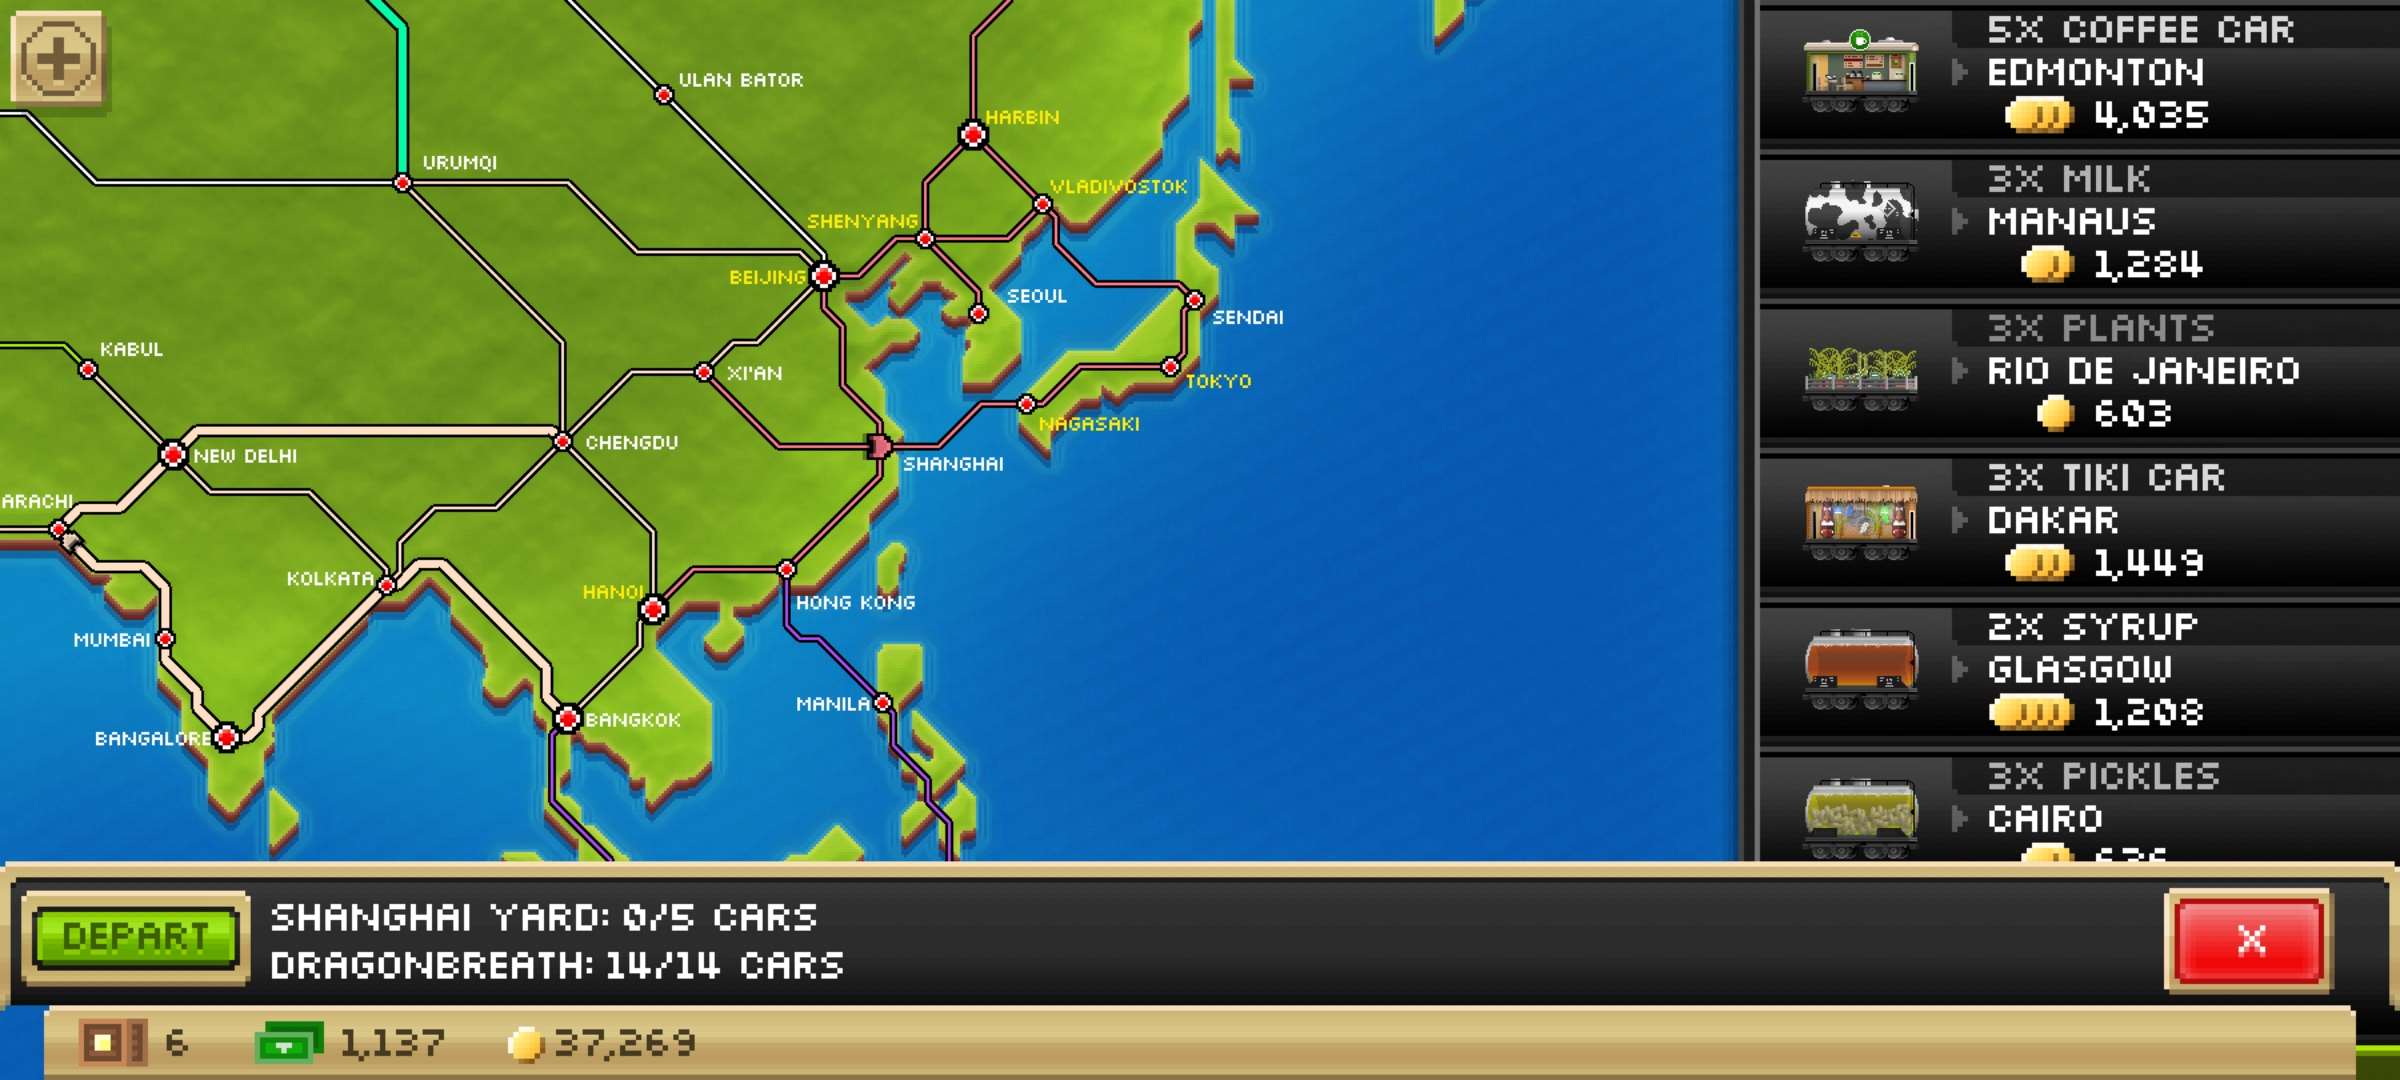 ULAN BATOR
HARBIN
URUMQI
VLADIVOSTOK
SHENYANG
BEIJING
SEOUL
SENDAI
KABUL
XI'AN
TOKYO
NAGASAKI
CHENGDU
NEW DELHI
SHANGHAI
ARACHI
KOLKATA
HANOI
HONG KONG
MUMBAI
MANILA
BANGKOK
BANGALORE
5X COFFEE CAR
EDMONTON
4,035
3X MILK
MANAUS
1,284
3X PLANTS
RIO DE JANEIRO
603
3X TIKI CAR
DAKAR
1,449
2X SYRUP
GLASGOW
1,208
3X PICKLES
CAIRO
DEPART
SHANGHAI YARD: 0/5 CARS
DRAGONBREATH: 14/14 CARS
X
6
1,137
37,269